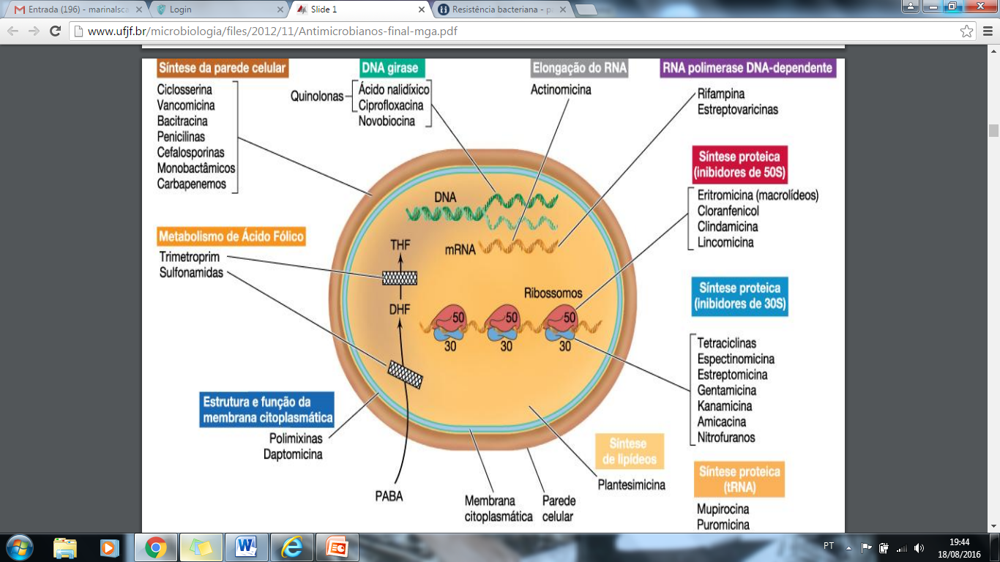 Entrada (196) - marinalsca
Login
Slide 1
Resistência bacteriana - p
www.ufjf.br/microbiologia/files/2012/11/Antimicrobianos-final-mga.pdf
Síntese da parede celular
Ciclosserina
Vancomicina
Bacitracina
Penicilinas
Cefalosporinas
Monobactâmicos
Carbapenemos
DNA girase
Quinolonas
Ácido nalidíxico
Ciprofloxacina
Novobiocina
Elongação do RNA
Actinomicina
RNA polimerase DNA-dependente
Rifampina
Estreptovaricinas
Síntese proteica
(inibidores de 50S)
Eritromicina (macrolídeos)
Cloranfenicol
Clindamicina
Lincomicina
Metabolismo de Ácido Fólico
Trimetroprim
Sulfonamidas
DNA
THF
mRNA
DHF
Ribossomos
50
50
50
30
30
30
Síntese proteica
(inibidores de 30S)
Tetraciclinas
Espectinomicina
Estreptomicina
Gentamicina
Kanamicina
Amicacina
Nitrofuranos
Estrutura e função da
membrana citoplasmática
Polimixinas
Daptomicina
PABA
Membrana
citoplasmática
Parede
celular
Síntese
de lipídeos
Plantesimicina
Síntese proteica
(tRNA)
Mupirocina
Puromicina
PT
19:44
18/08/2016